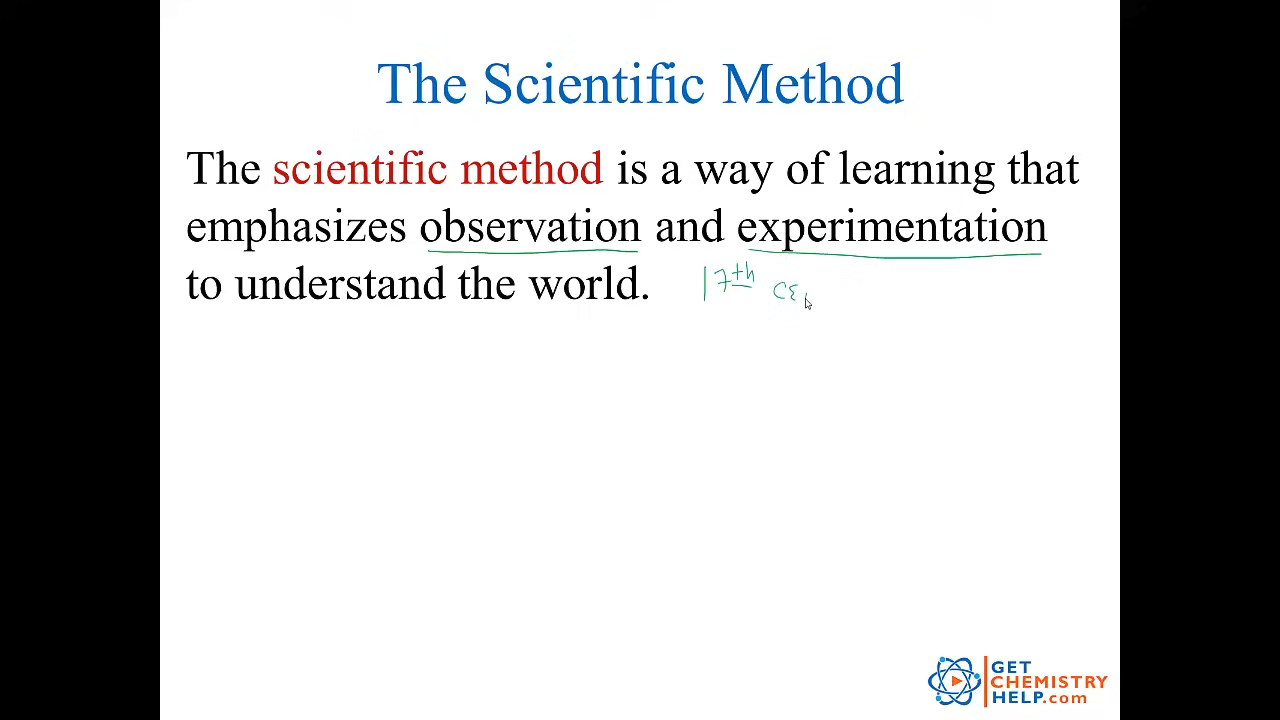 The Scientific Method
The scientific method is a way of learning that
emphasizes observation and experimentation
to understand the world. 17th CE
GET
CHEMISTRY
HELP.com